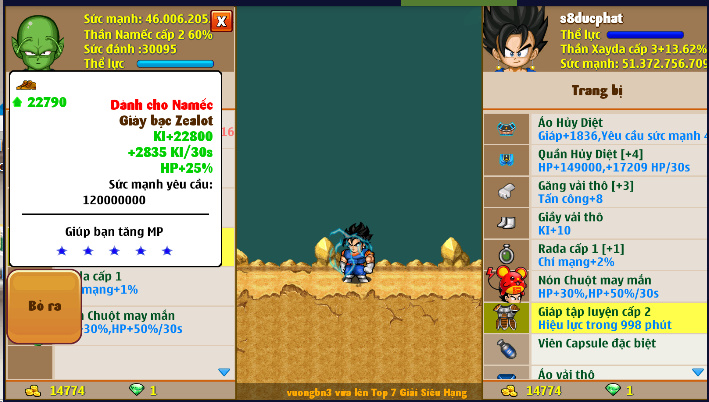 Sức mạnh: 46.006.205
Thần Namếc cấp 2 60%
Sức đánh :30095
Thể lực
X
22790
Dành cho Namếc
Giày bạc Zealot
KI+22800
+2835 KI/30s
HP+25%
Sức mạnh yêu cầu:
120000000
Giúp bạn tăng MP
16
Bỏ ra
da cấp 1
mạng+1%
Chuột may mắn
+30%,HP+50%/30s
14774
1
vuongbn3 vừa lên Top 7 Giải Siêu Hạng
s8ducphat
Thể lực
Thần Xayda cấp 3+13.62%
Sức mạnh: 51.372.756.709
Trang bị
Áo Hủy Diệt
Giáp+1836,Yêu cầu sức mạnh 4
Quần Hủy Diệt [+4]
HP+149000,+17209 HP/30s
Găng vải thô [+3]
Tấn công+8
Giầy vải thô
KI+10
Rada cấp 1 [+1]
Chí mạng+2%
Nón Chuột may mắn
HP+30%,HP+50%/30s
Giáp tập luyện cấp 2
Hiệu lực trong 998 phút
Viên Capsule đặc biệt
Áo vải thô
14774
1